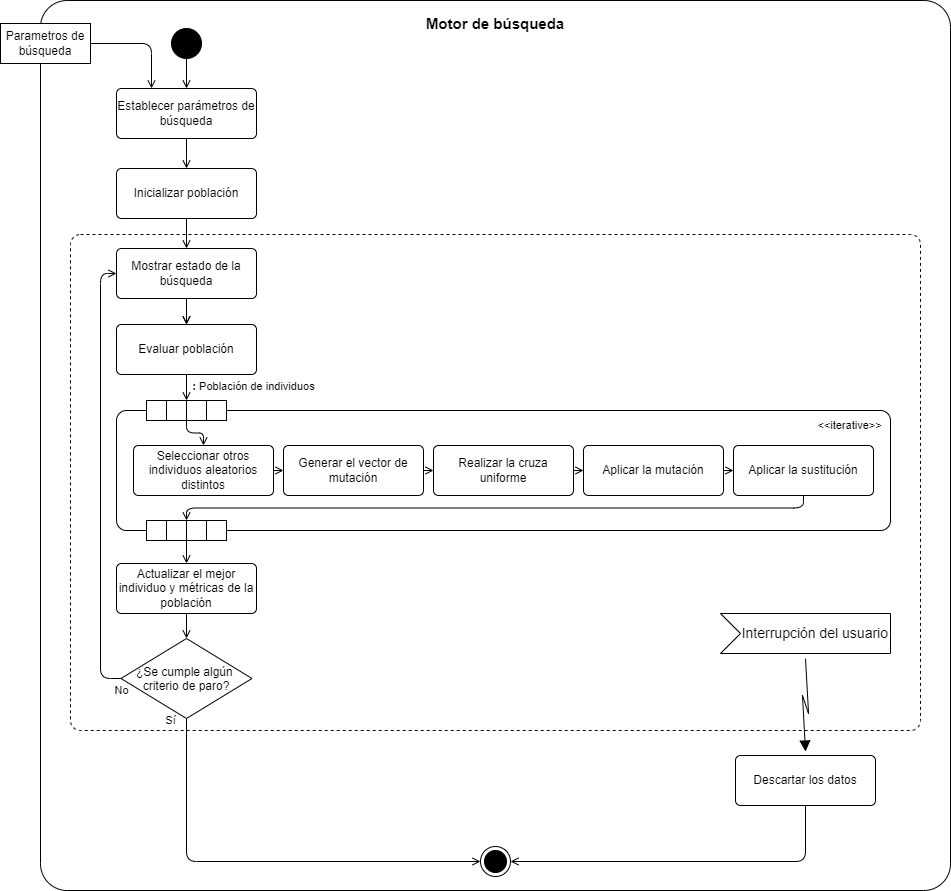 Motor de búsqueda
Parametros de
búsqueda
Establecer parámetros de
búsqueda
Inicializar población
Mostrar estado de la
búsqueda
Evaluar población
: Población de individuos
<<iterative>>
Seleccionar otros
individuos aleatorios
distintos
Generar el vector de
mutación
Realizar la cruza
uniforme
Aplicar la mutación
Aplicar la sustitución
Actualizar el mejor
individuo y métricas de la
población
Interrupción del usuario
¿Se cumple algún
criterio de paro?
No
Sí
Descartar los datos